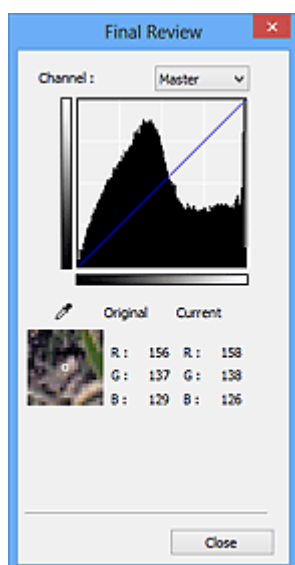 Final Review
Channel : Master
Original Current
R : 156 R : 158
G : 137 G : 138
B : 129 B : 126
Close